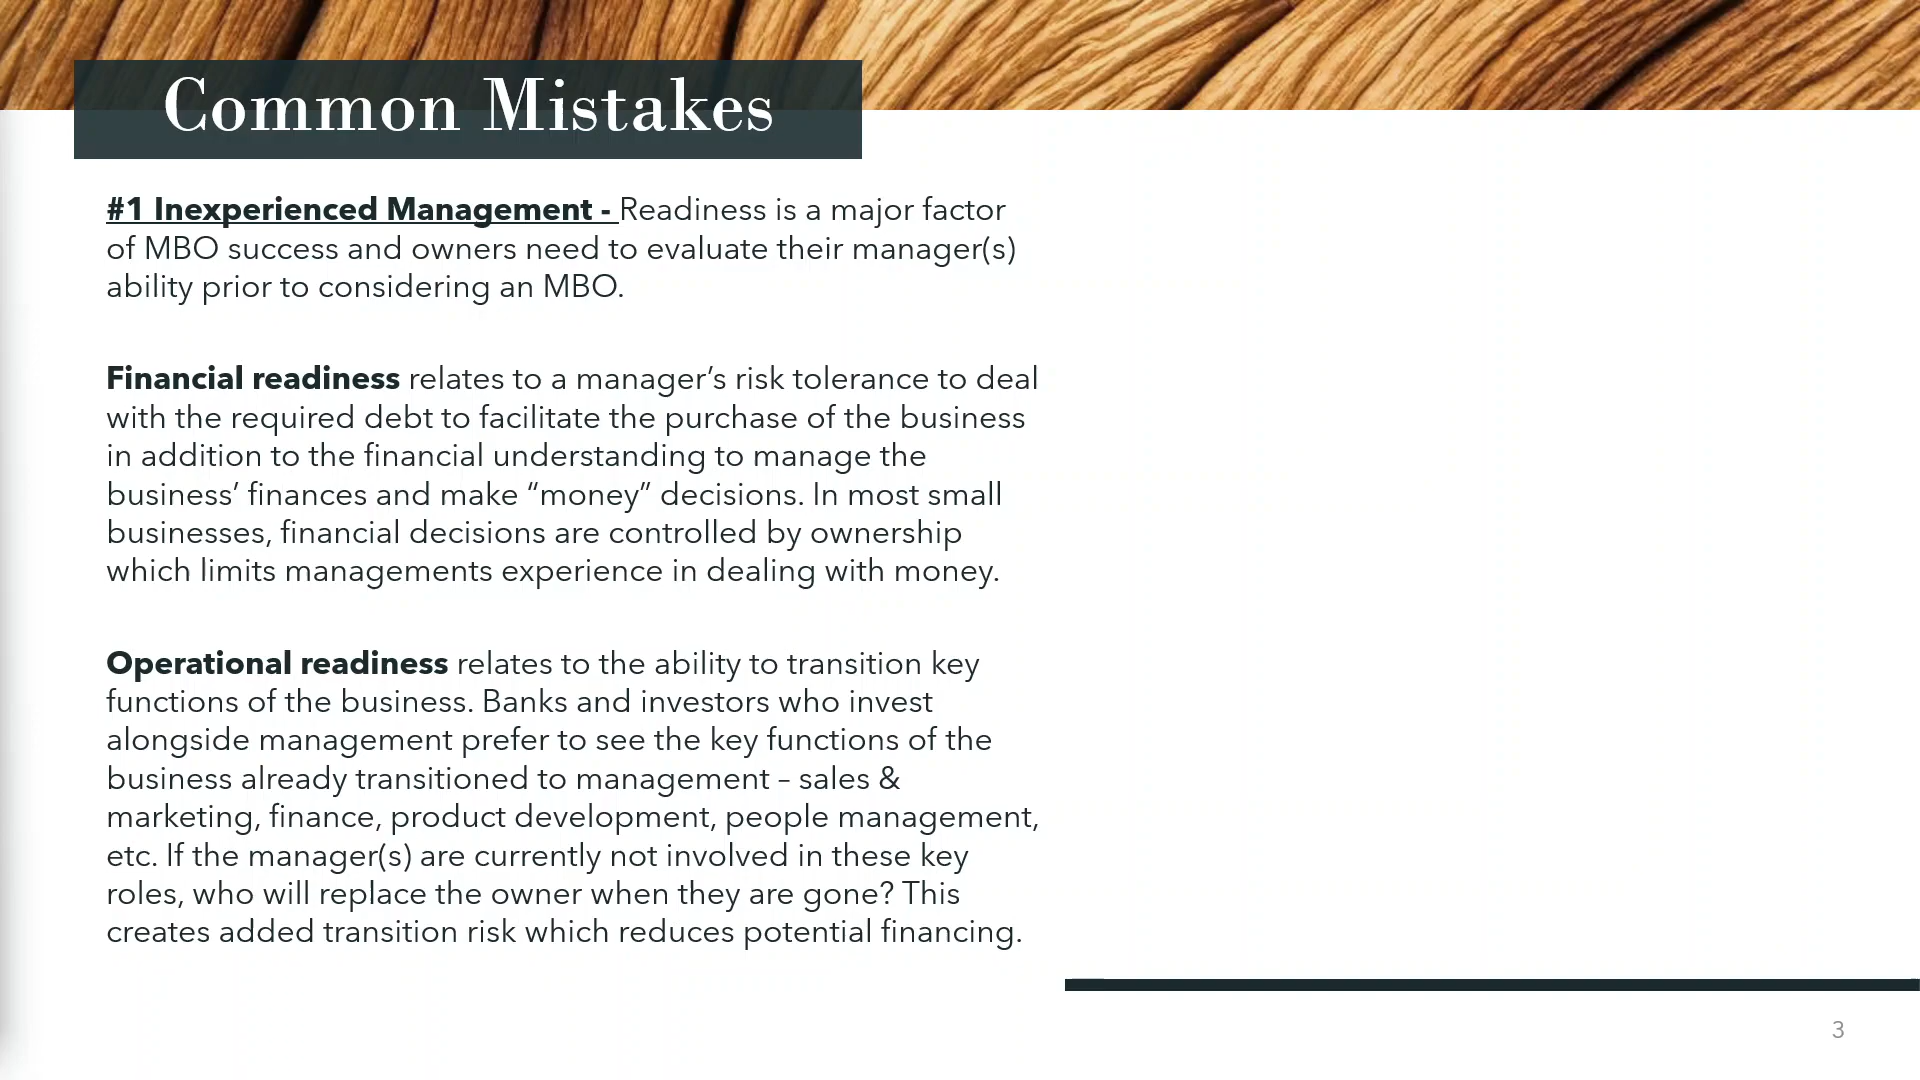 Common Mistakes
#1 Inexperienced Management - Readiness is a major factor
of MBO success and owners need to evaluate their manager(s)
ability prior to considering an MBO.
Financial readiness relates to a manager’s risk tolerance to deal
with the required debt to facilitate the purchase of the business
in addition to the financial understanding to manage the
business’ finances and make “money” decisions. In most small
businesses, financial decisions are controlled by ownership
which limits managements experience in dealing with money.
Operational readiness relates to the ability to transition key
functions of the business. Banks and investors who invest
alongside management prefer to see the key functions of the
business already transitioned to management – sales &
marketing, finance, product development, people management,
etc. If the manager(s) are currently not involved in these key
roles, who will replace the owner when they are gone? This
creates added transition risk which reduces potential financing.
3